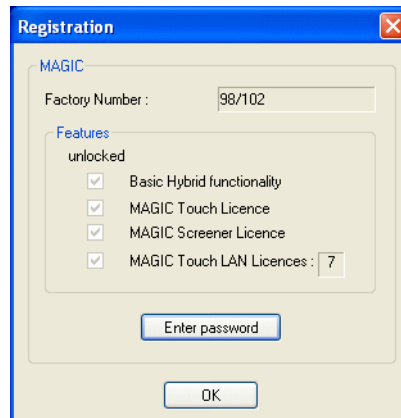 Registration
MAGIC
Factory Number :
98/102
Features
unlocked
Basic Hybrid functionality
MAGIC Touch Licence
MAGIC Screener Licence
MAGIC Touch LAN Licences : 7
Enter password
OK